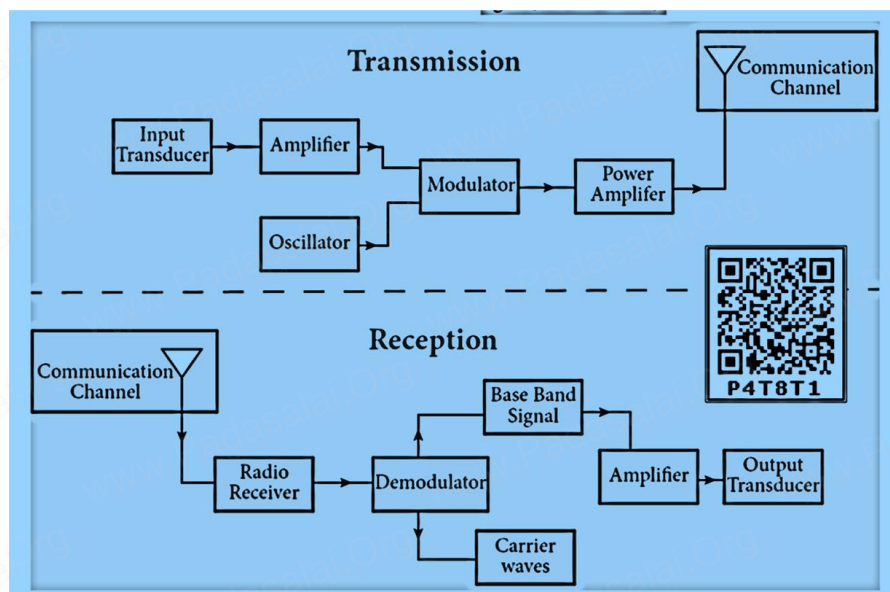 Transmission
Communication
Channel
Input
Transducer
Amplifier
Modulator
Power
Amplifer
Oscillator
Reception
Communication
Channel
Base Band
Signal
P4T8T1
Radio
Receiver
Demodulator
Amplifier
Output
Transducer
Carrier
waves